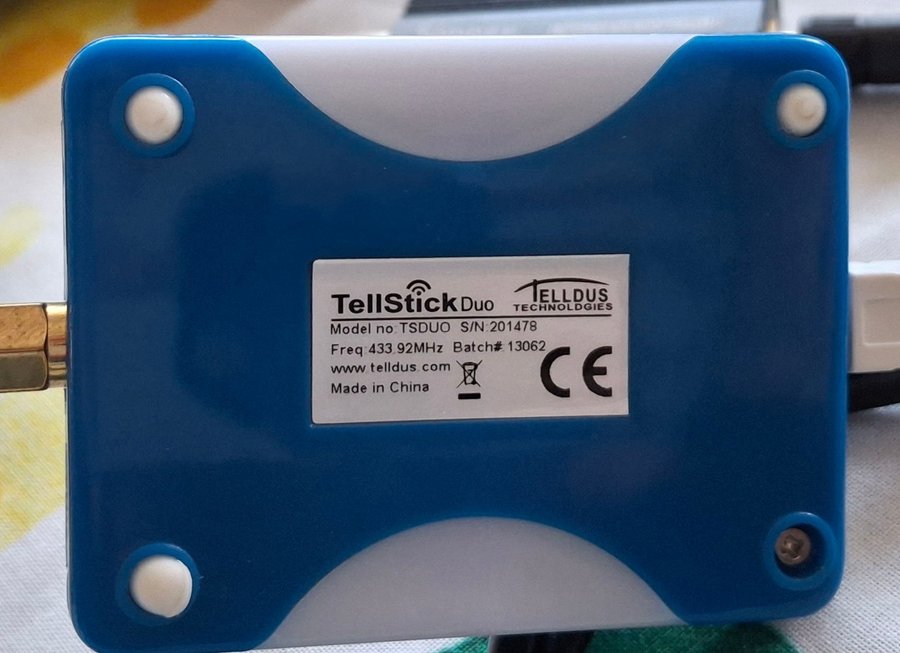 TellStick Duo
TELLDUS
TECHNOLOGIES
Model no:TSDUO S/N:201478
Freq:433.92MHz Batch#:13062
www.telldus.com
Made in China
CE